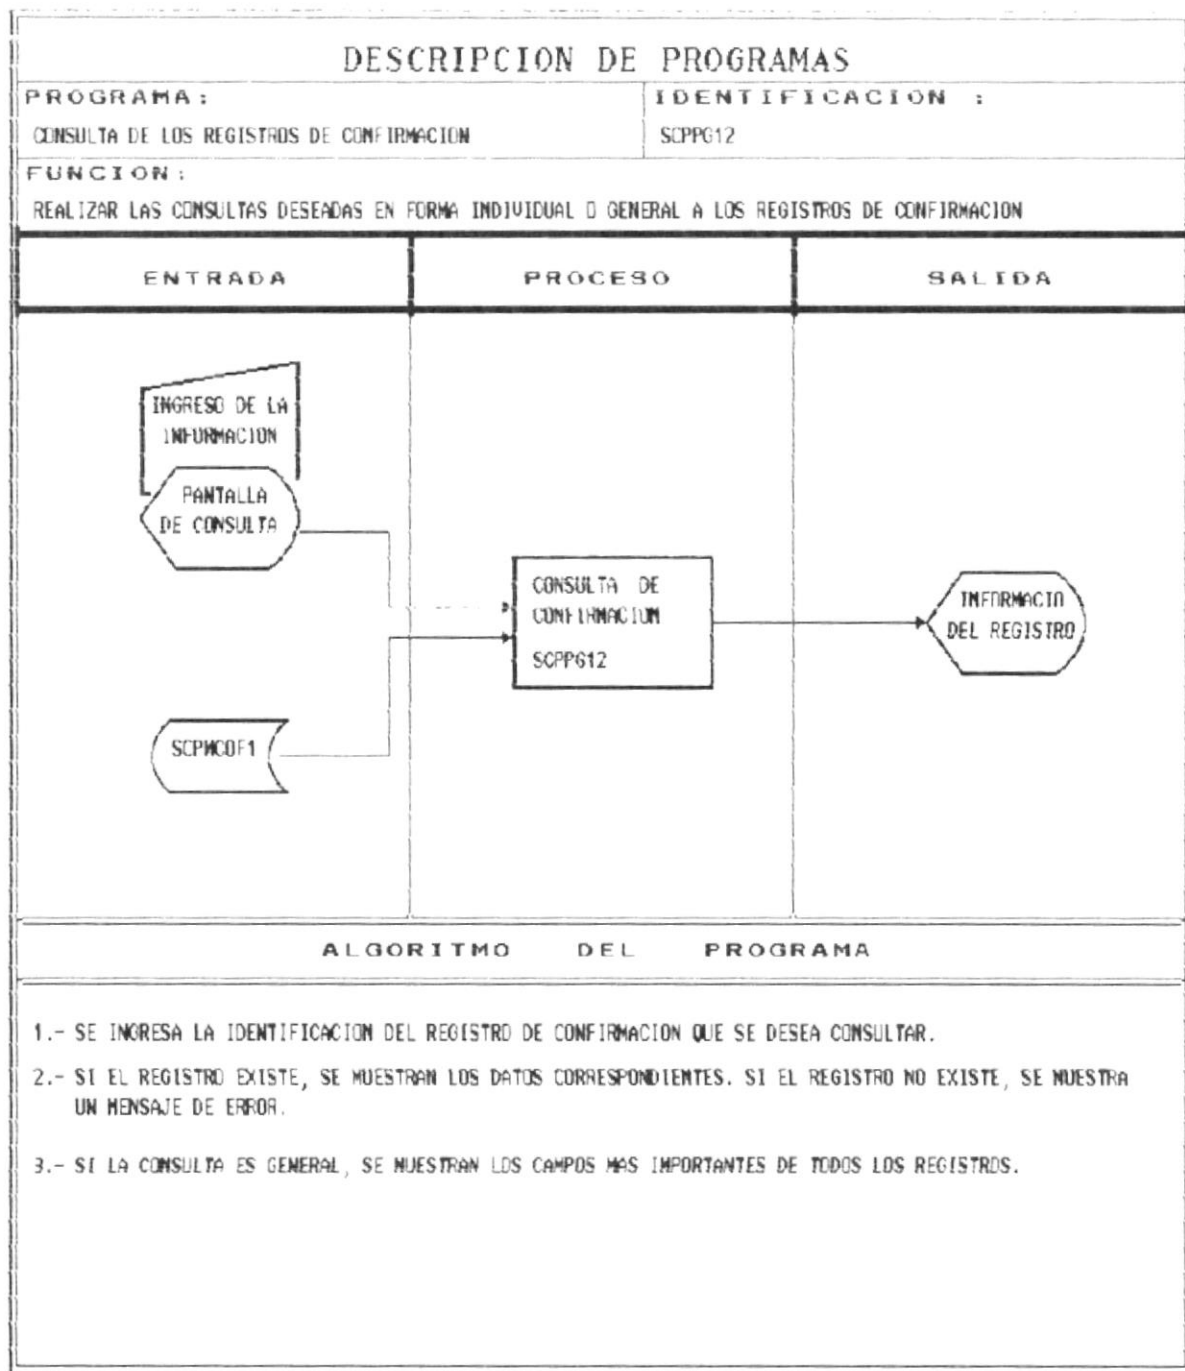 DESCRIPCION DE PROGRAMAS
PROGRAMA:
IDENTIFICACION :
CONSULTA DE LOS REGISTROS DE CONFIRMACION
SCPPG12
FUNCION:
REALIZAR LAS CONSULTAS DESEADAS EN FORMA INDIVIDUAL O GENERAL A LOS REGISTROS DE CONFIRMACION
ENTRADA
PROCESO
SALIDA
INGRESO DE LA
INFORMACION
PANTALLA
DE CONSULTA
CONSULTA DE
CONFIRMACION
SCPPG12
INFORMACIO
DEL REGISTRO
SCPMCOF1
ALGORITMO DEL PROGRAMA
1.- SE INGRESA LA IDENTIFICACION DEL REGISTRO DE CONFIRMACION QUE SE DESEA CONSULTAR.
2.- SI EL REGISTRO EXISTE, SE MUESTRAN LOS DATOS CORRESPONDIENTES. SI EL REGISTRO NO EXISTE, SE MUESTRA
UN MENSAJE DE ERROR.
3.- SI LA CONSULTA ES GENERAL, SE MUESTRAN LOS CAMPOS MAS IMPORTANTES DE TODOS LOS REGISTROS.